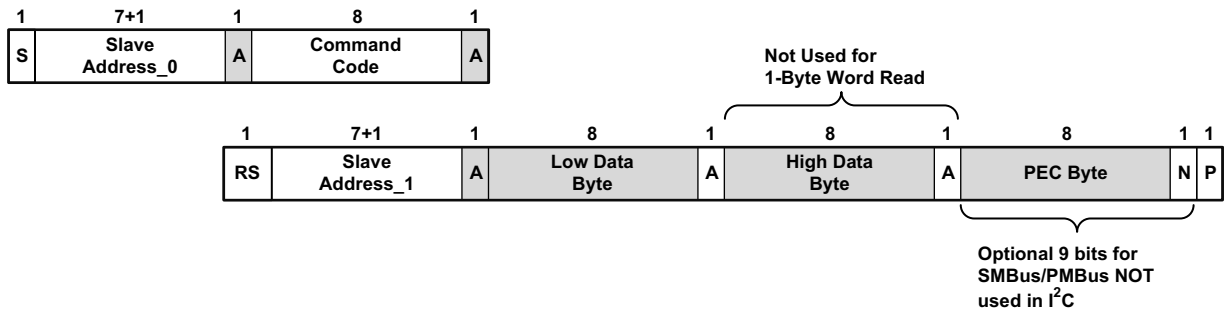 1 7+1 1 8 1
S Slave Address_0 A Command Code A
Not Used for
1-Byte Word Read
1 7+1 1 8 1 8 1 8 1 1
RS Slave Address_1 A Low Data Byte A High Data Byte A PEC Byte N P
Optional 9 bits for
SMBus/PMBus NOT
used in I²C